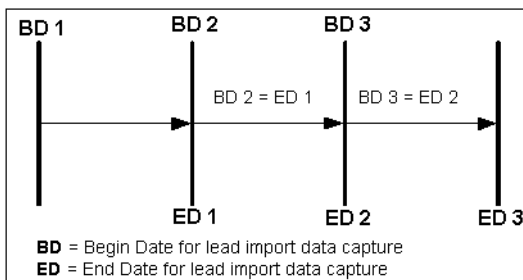 BD 1 BD 2 BD 3
BD 2 = ED 1 BD 3 = ED 2
ED 1 ED 2 ED 3
BD = Begin Date for lead import data capture
ED = End Date for lead import data capture